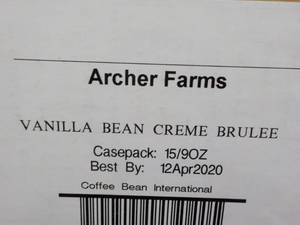 Archer Farms
VANILLA BEAN CREME BRULEE
Casepack: 15/9OZ
Best By: 12Apr2020
Coffee Bean International